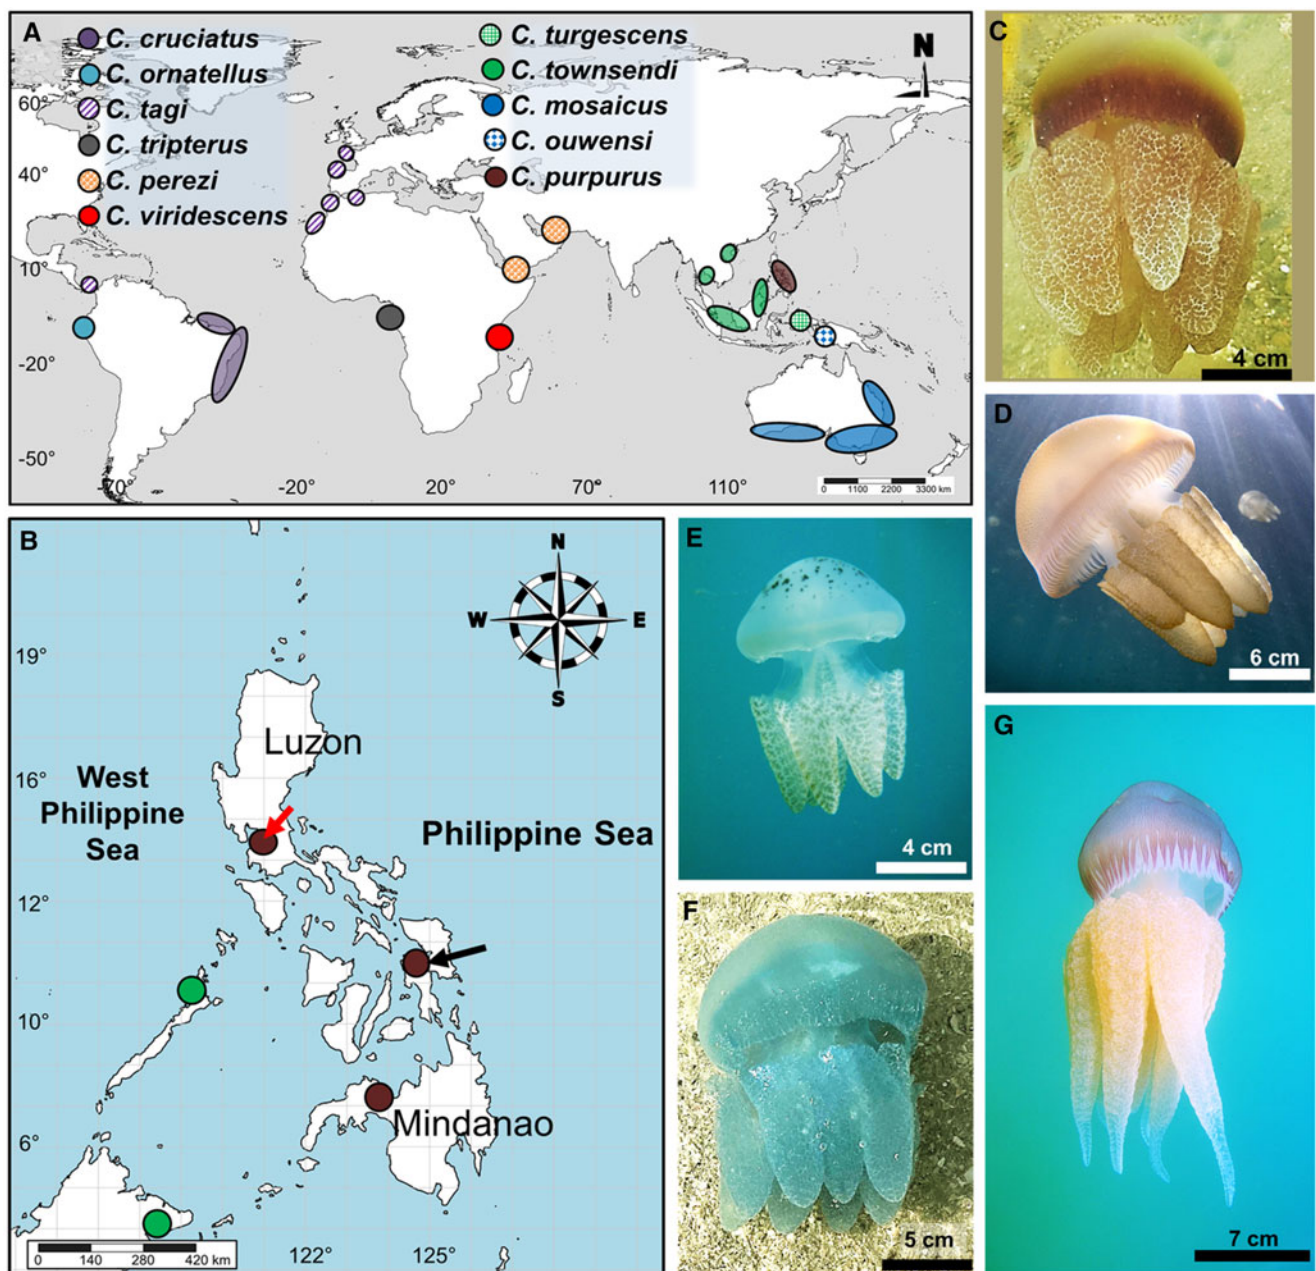 A
C. cruciatus
C. ornatellus
C. tagi
C. tripterus
C. perezi
C. viridescens
C. turgescens
C. townsendi
C. mosaicus
C. ouwensi
C. purpurus
N
60°
40°
10°
-20°
-50°
-70°
-20°
20°
70°
110°
0 1100 2200 3300 km
B
N
W E
S
19°
16°
12°
10°
6°
Luzon
West
Philippine
Sea
Philippine Sea
Mindanao
122°
125°
0 140 280 420 km
C
4 cm
D
6 cm
E
4 cm
F
5 cm
G
7 cm